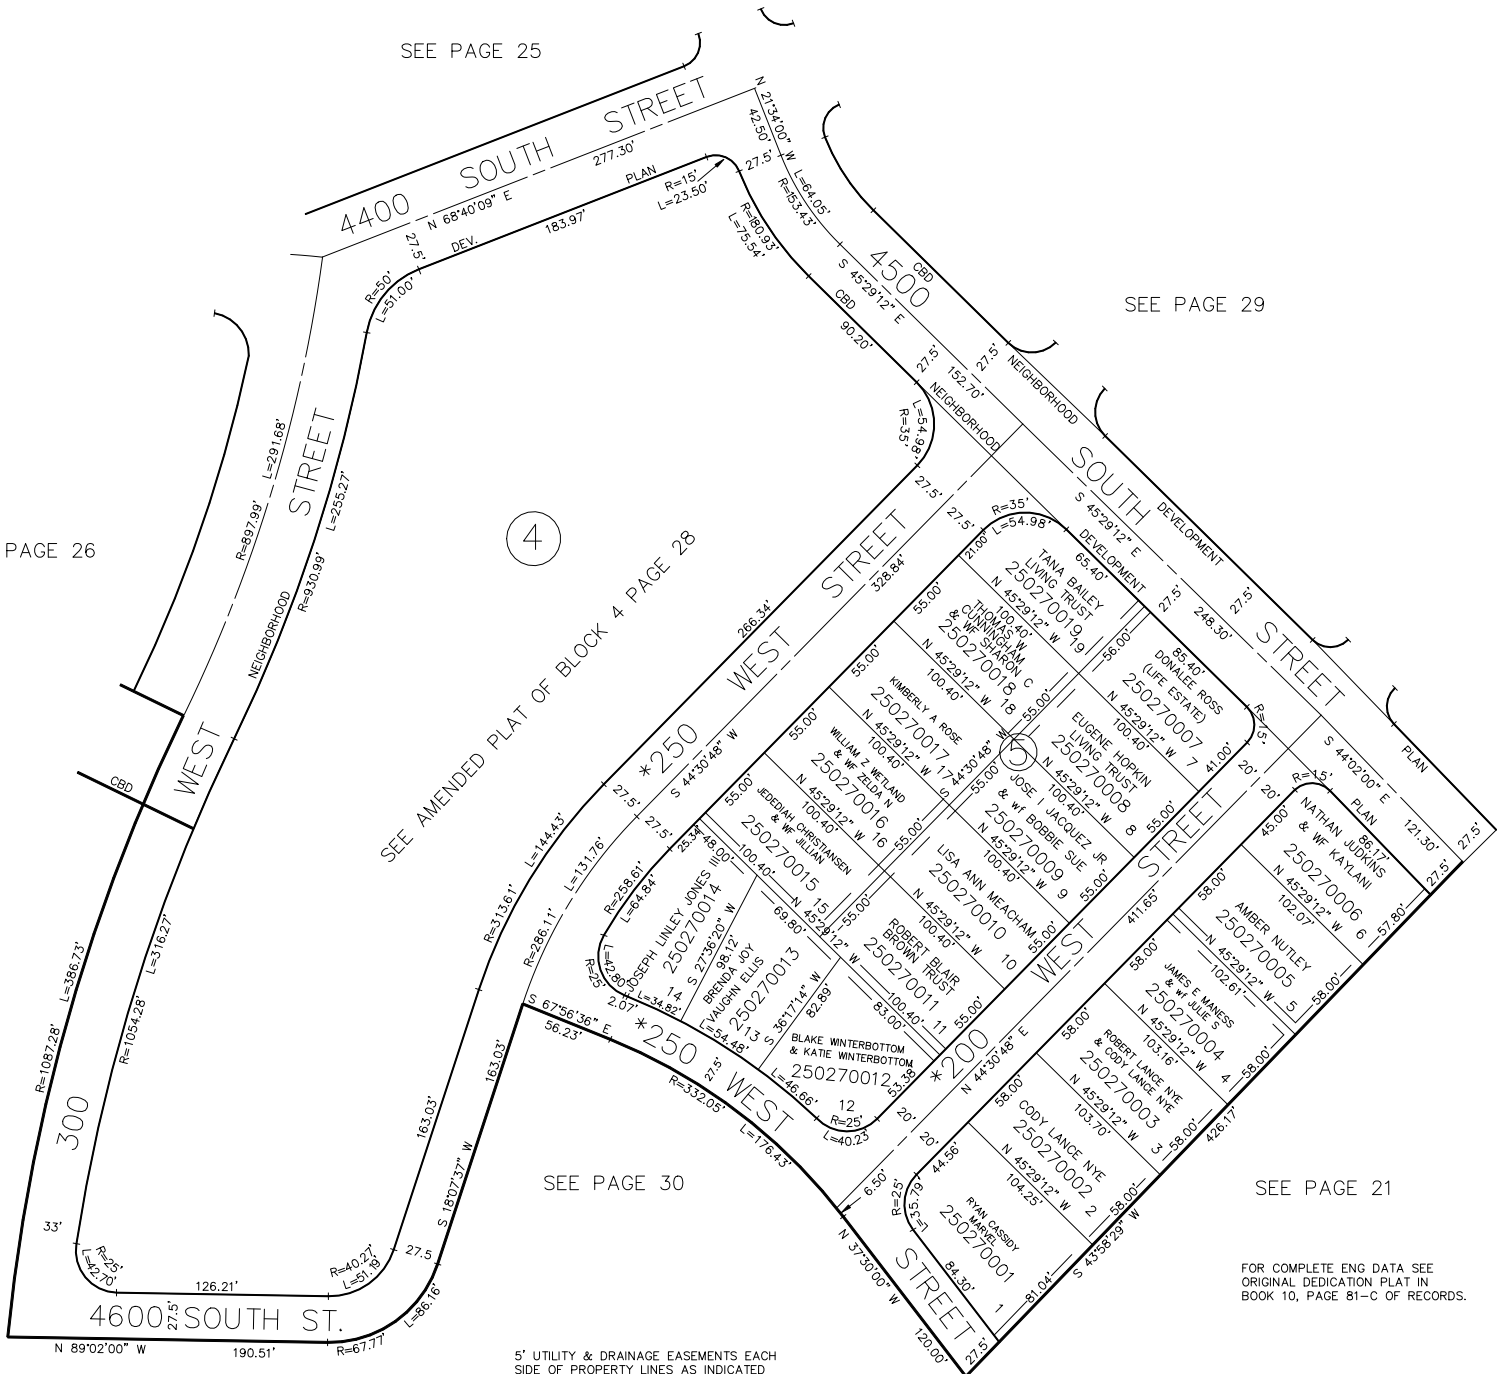 SEE PAGE 25
4400 SOUTH STREET
N 68°40'09" E
277.30'
27.5'
DEV.
PLAN
183.97'
R=15'
L=23.50'
27.5'
N 21°34'00" W
42.50'
L=64.05'
R=153.43'
R=180.93'
L=75.54'
R=50'
L=51.00'
4500 SOUTH STREET
CBD
S 45°29'12" E
CBD
90.20'
27.5'
152.70'
27.5'
NEIGHBORHOOD
NEIGHBORHOOD
SEE PAGE 29
L=54.98'
R=35'
S 45°29'12" E
DEVELOPMENT
27.5'
248.30'
27.5'
PLAN
S 44°02'00" E
121.30'
27.5'
27.5'
PAGE 26
300 WEST STREET
L=291.68'
R=897.99'
L=255.27'
R=930.99'
NEIGHBORHOOD
CBD
L=386.73'
R=1087.28'
L=316.27'
R=1054.28'
33'
4
SEE AMENDED PLAT OF BLOCK 4 PAGE 28
*250 WEST STREET
27.5'
27.5'
328.84'
266.34'
S 44°30'48" W
27.5'
27.5'
L=144.43'
R=313.61'
L=131.76'
R=286.11'
163.03'
163.03'
S 18°07'37" W
27.5
R=25'
L=42.70'
126.21'
R=40.27'
L=51.19'
4600 SOUTH ST.
27.5'
N 89°02'00" W
190.51'
R=67.77'
L=86.16'
R=35'
L=54.98'
21.00'
DEVELOPMENT
65.40'
TANA BAILEY
LIVING TRUST
250270019
19
N 45°29'12" W
100.40'
56.00'
55.00'
THOMAS W
CUNNINGHAM
& WF SHARON C
250270018
18
N 45°29'12" W
100.40'
55.00'
55.00'
KIMBERLY A ROSE
250270017
17
N 45°29'12" W
100.40'
S 44°30'48" W
5
55.00'
55.00'
WILLIAM Z WETLAND
& WF ZELDA N
250270016
16
N 45°29'12" W
100.40'
55.00'
55.00'
JEDEDIAH CHRISTIANSEN
& WF JILLIAN
250270015
15
N 45°29'12" W
100.40'
55.00'
25.34'
48.00'
69.80'
R=258.61'
L=64.84'
JOSEPH LINLEY JONES III
250270014
14
L=42.80'
R=25'
2.07'
L=34.82'
S 27°36'20" W
98.12'
BRENDA JOY
VAUGHN ELLIS
250270013
13
L=54.48'
S 36°17'14" W
82.89'
83.00'
BLAKE WINTERBOTTOM
& KATIE WINTERBOTTOM
250270012
12
L=46.66'
R=25'
L=40.23'
53.38'
DONALEE ROSS
(LIFE ESTATE)
250270007
7
85.40'
R=15'
41.00'
N 45°29'12" W
100.40'
EUGENE HOPKIN
LIVING TRUST
250270008
8
55.00'
N 45°29'12" W
100.40'
JOSE I JACQUEZ JR
& wf BOBBIE SUE
250270009
9
55.00'
N 45°29'12" W
100.40'
LISA ANN MEACHAM
250270010
10
55.00'
N 45°29'12" W
100.40'
ROBERT BLAIR
BROWN TRUST
250270011
11
55.00'
100.40'
*200 WEST STREET
20'
20'
411.65'
N 44°30'48" E
20'
20'
6.50'
R=15'
PLAN
86.17'
45.00'
NATHAN JUDKINS
& WF KAYLANI
250270006
6
57.80'
N 45°29'12" W
102.07'
58.00'
AMBER NUTLEY
250270005
5
58.00'
N 45°29'12" W
102.61'
58.00'
JAMES E MANESS
& wf JULIE S
250270004
4
58.00'
N 45°29'12" W
103.16'
58.00'
ROBERT LANCE NYE
& CODY LANCE NYE
250270003
3
58.00'
N 45°29'12" W
103.70'
58.00'
CODY LANCE NYE
250270002
2
58.00'
N 45°29'12" W
104.25'
44.56'
RYAN CASSIDY
MARVEL
250270001
1
R=25'
L=35.79'
84.30'
81.04'
426.17'
S 43°58'29" W
S 67°56'36" E
56.23'
*250 WEST STREET
27.5'
R=332.05'
L=176.43'
N 37°30'00" W
120.00'
27.5'
SEE PAGE 30
SEE PAGE 21
FOR COMPLETE ENG DATA SEE
ORIGINAL DEDICATION PLAT IN
BOOK 10, PAGE 81-C OF RECORDS.
5' UTILITY & DRAINAGE EASEMENTS EACH
SIDE OF PROPERTY LINES AS INDICATED